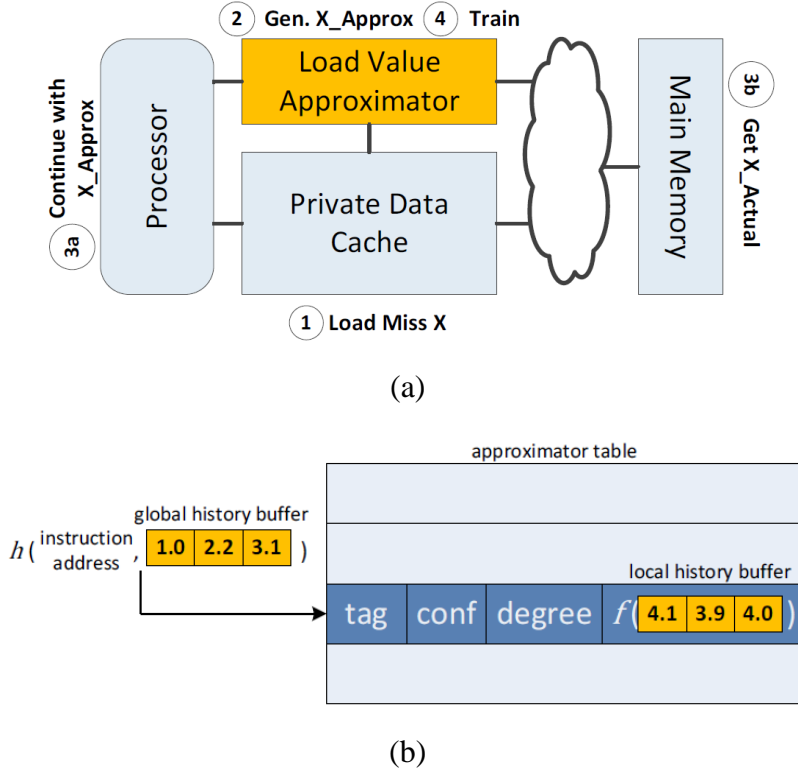 2 Gen. X_Approx 4 Train
Load Value
Approximator
Continue with
X_Approx
3a
Processor
Private Data
Cache
1 Load Miss X
Main Memory
3b
Get X_Actual
(a)
approximator table
global history buffer
h( instruction
address , 1.0 2.2 3.1 )
local history buffer
tag conf degree f( 4.1 3.9 4.0 )
(b)